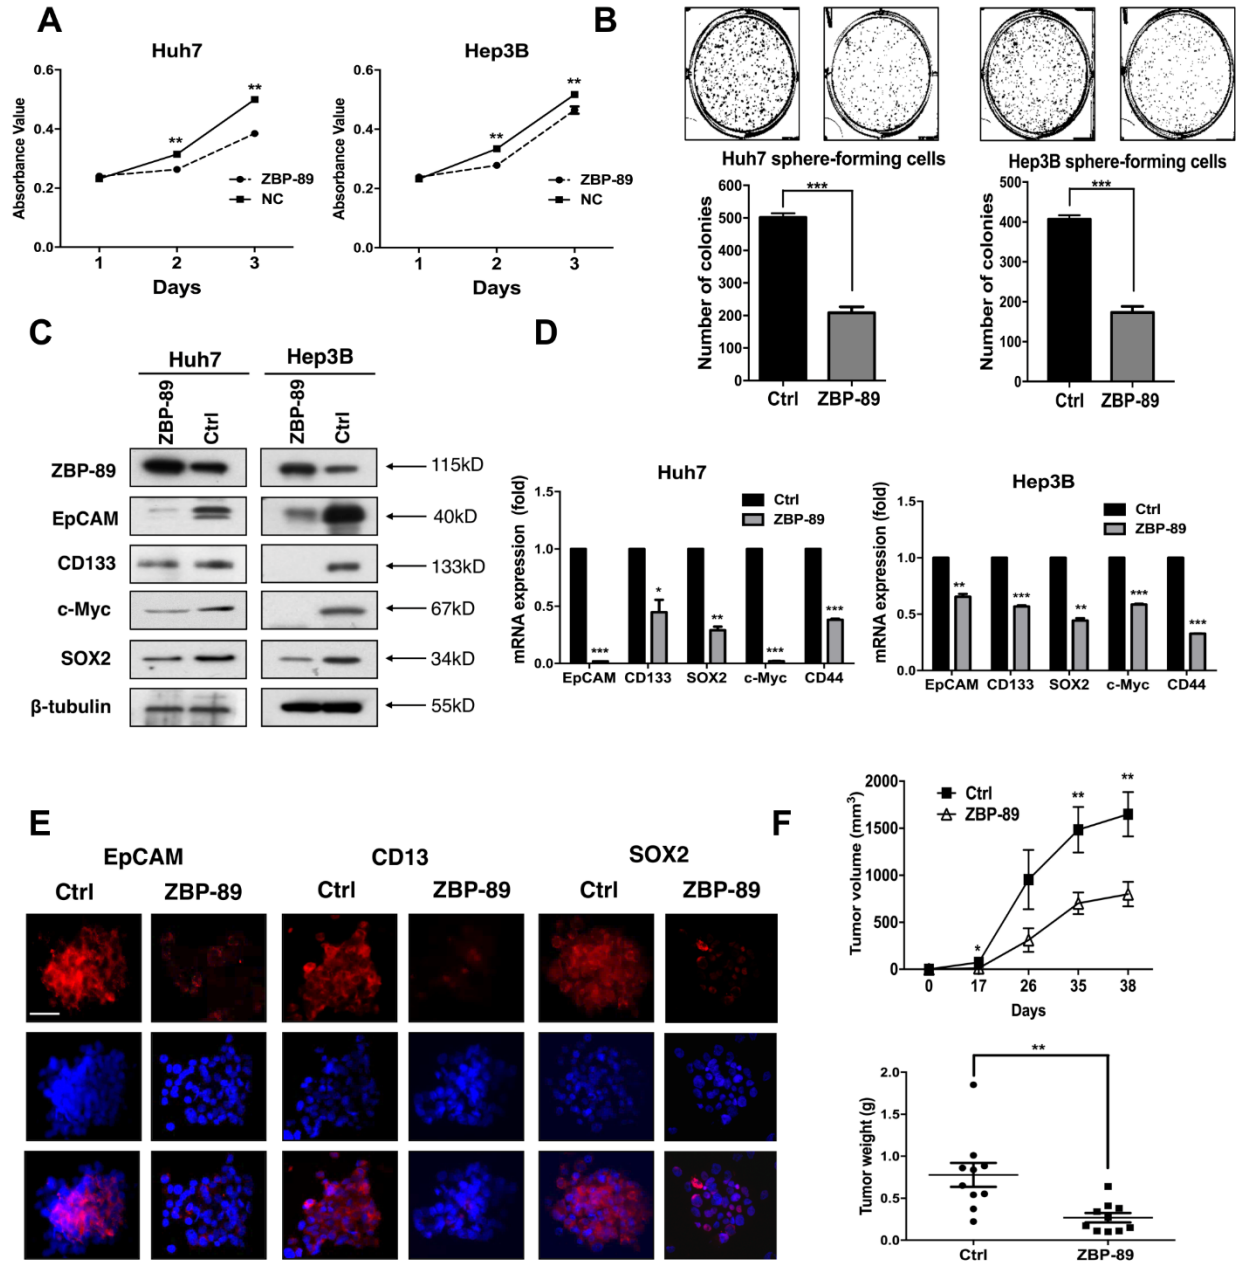 A
Huh7
Absorbance Value
0.6
0.4
0.2
0.0
**
**
ZBP-89
NC
1 2 3
Days
Hep3B
Absorbance Value
0.6
0.4
0.2
0.0
**
**
ZBP-89
NC
1 2 3
Days
B
Huh7 sphere-forming cells
Number of colonies
600
500
400
300
200
100
0
***
Ctrl ZBP-89
Hep3B sphere-forming cells
Number of colonies
500
400
300
200
100
0
***
Ctrl ZBP-89
C
Huh7 Hep3B
ZBP-89 Ctrl ZBP-89 Ctrl
ZBP-89 115kD
EpCAM 40kD
CD133 133kD
c-Myc 67kD
SOX2 34kD
β-tubulin 55kD
D
Huh7
mRNA expression (fold)
1.5
1.0
0.5
0.0
Ctrl
ZBP-89
*** * ** *** ***
EpCAM CD133 SOX2 c-Myc CD44
Hep3B
mRNA expression (fold)
1.5
1.0
0.5
0.0
Ctrl
ZBP-89
** *** ** *** ***
EpCAM CD133 SOX2 c-Myc CD44
E
EpCAM CD13 SOX2
Ctrl ZBP-89 Ctrl ZBP-89 Ctrl ZBP-89
F
Tumor volume (mm³)
2000
1500
1000
500
0
Ctrl
ZBP-89
* ** **
0 17 26 35 38
Days
Tumor weight (g)
2.0
1.5
1.0
0.5
0.0
**
Ctrl ZBP-89